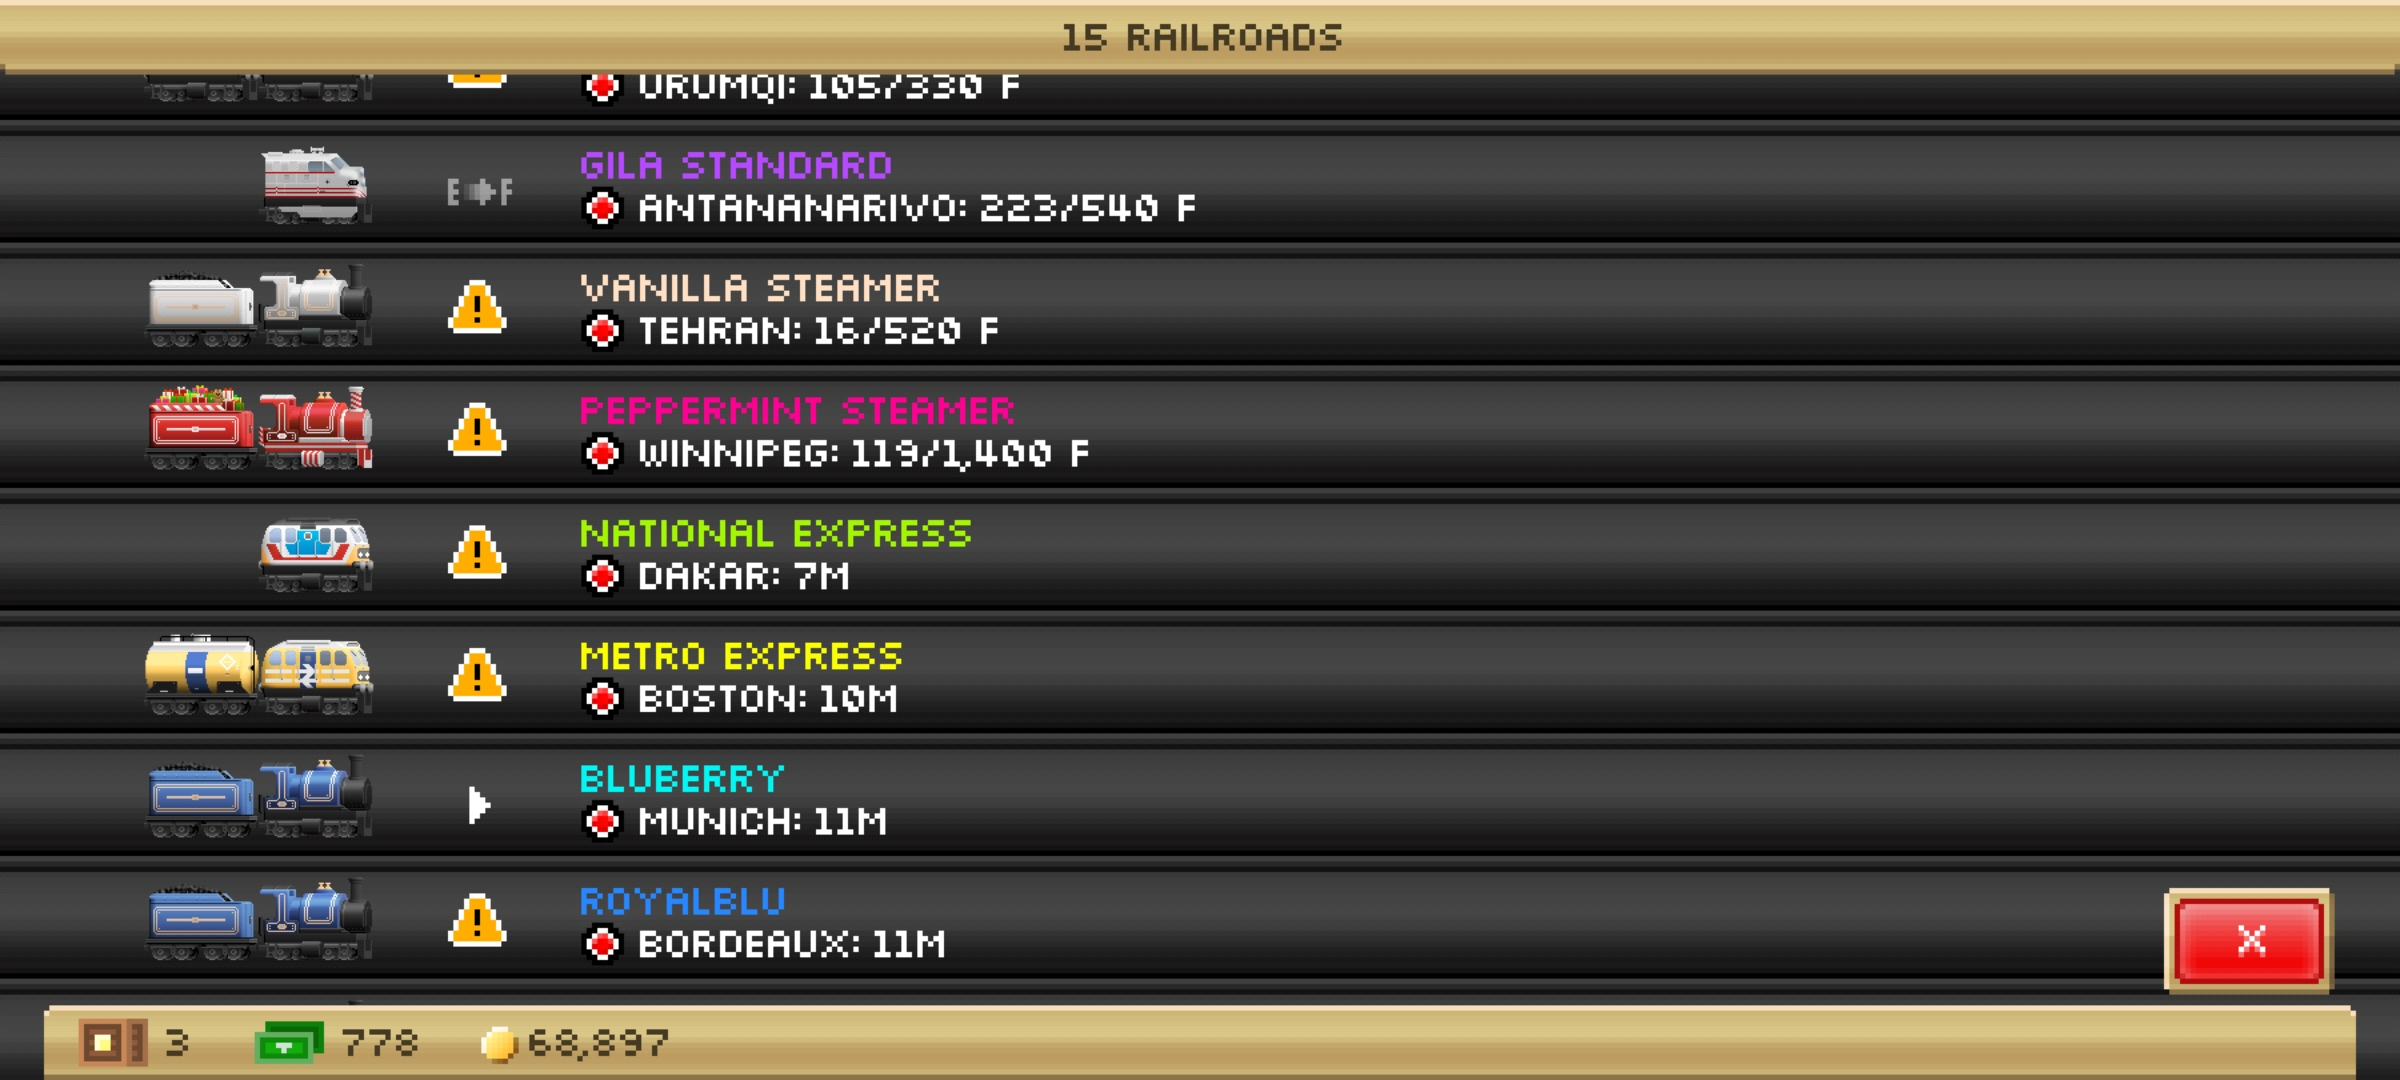 15 RAILROADS
URUMQI: 105/330 F
GILA STANDARD
E F
ANTANANARIVO: 223/540 F
VANILLA STEAMER
TEHRAN: 16/520 F
PEPPERMINT STEAMER
WINNIPEG: 119/1,400 F
NATIONAL EXPRESS
DAKAR: 7M
METRO EXPRESS
BOSTON: 10M
BLUBERRY
MUNICH: 11M
ROYALBLU
BORDEAUX: 11M
X
3 778 68,897